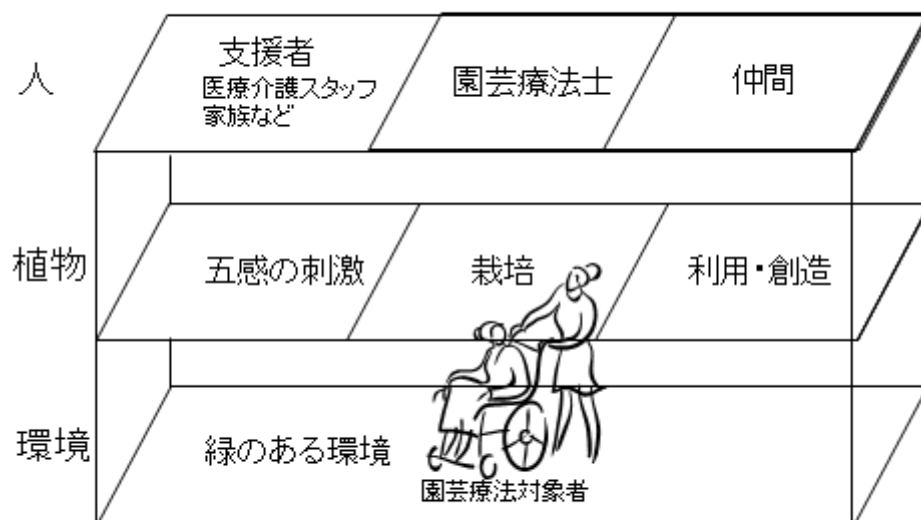 人
支援者
医療介護スタッフ
家族など
園芸療法士
仲間
植物
五感の刺激
栽培
利用・創造
環境
緑のある環境
園芸療法対象者